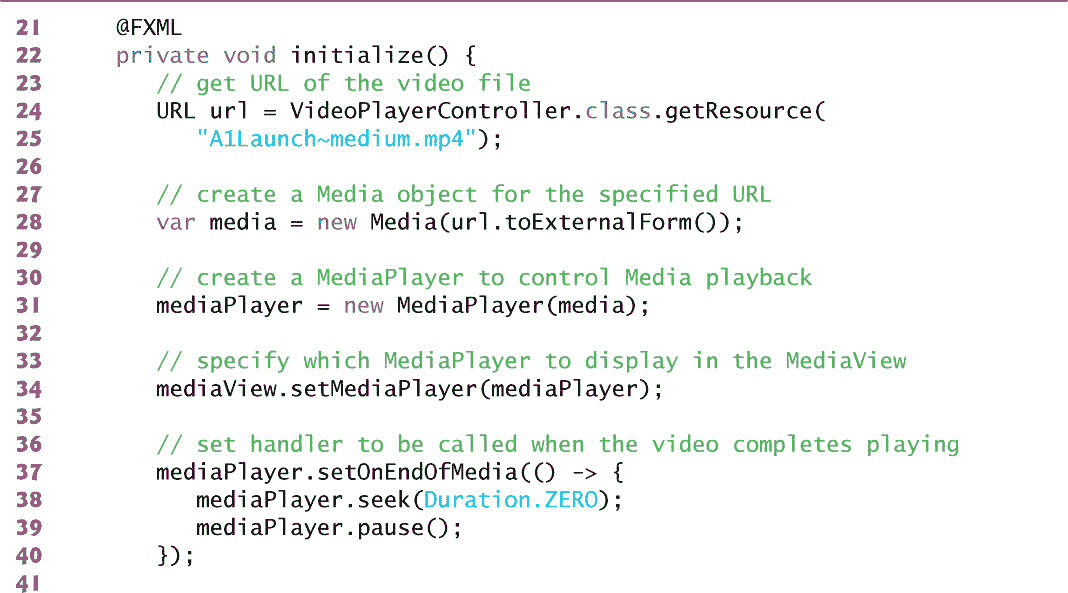 21 @FXML
22 private void initialize() {
23 // get URL of the video file
24 URL url = VideoPlayerController.class.getResource(
25 "A1Launch~medium.mp4");
26
27 // create a Media object for the specified URL
28 var media = new Media(url.toExternalForm());
29
30 // create a MediaPlayer to control Media playback
31 mediaPlayer = new MediaPlayer(media);
32
33 // specify which MediaPlayer to display in the MediaView
34 mediaView.setMediaPlayer(mediaPlayer);
35
36 // set handler to be called when the video completes playing
37 mediaPlayer.setOnEndOfMedia(() -> {
38 mediaPlayer.seek(Duration.ZERO);
39 mediaPlayer.pause();
40 });
41